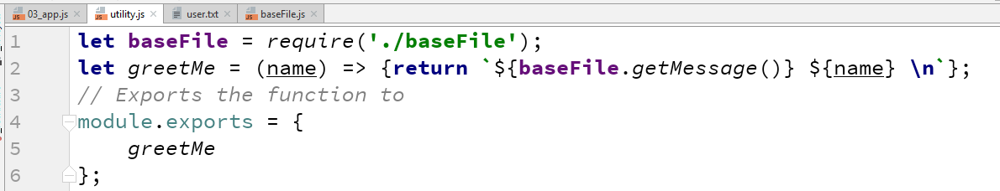 03_app.js utility.js user.txt baseFile.js
1 let baseFile = require('./baseFile');
2 let greetMe = (name) => {return `${baseFile.getMessage()} ${name} \n`};
3 // Exports the function to
4 module.exports = {
5     greetMe
6 };